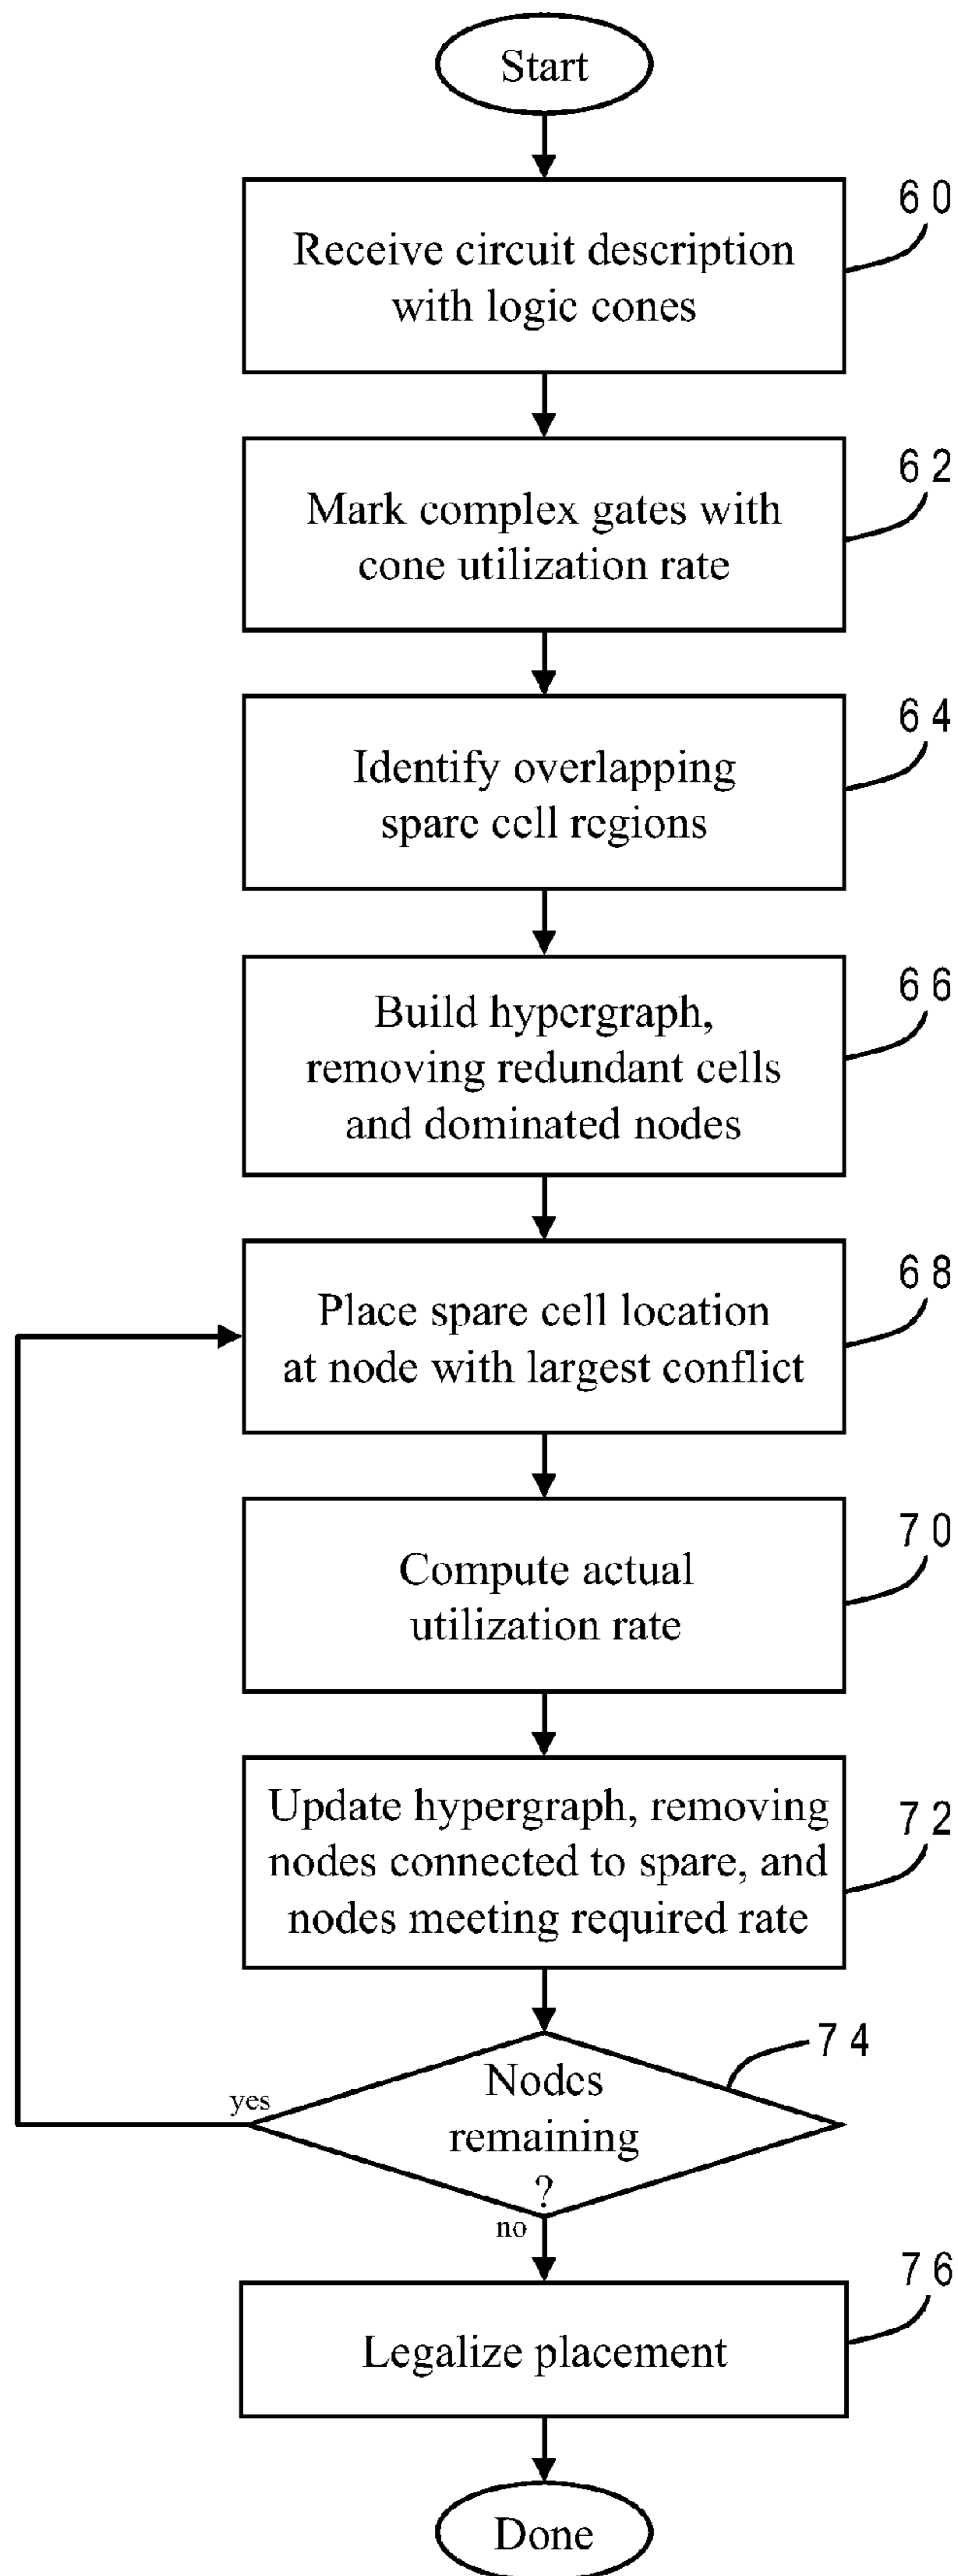 Start
60
Receive circuit description
with logic cones
62
Mark complex gates with
cone utilization rate
64
Identify overlapping
spare cell regions
66
Build hypergraph,
removing redundant cells
and dominated nodes
68
Place spare cell location
at node with largest conflict
70
Compute actual
utilization rate
72
Update hypergraph, removing
nodes connected to spare, and
nodes meeting required rate
74
Nodes
remaining
?
yes
no
76
Legalize placement
Done